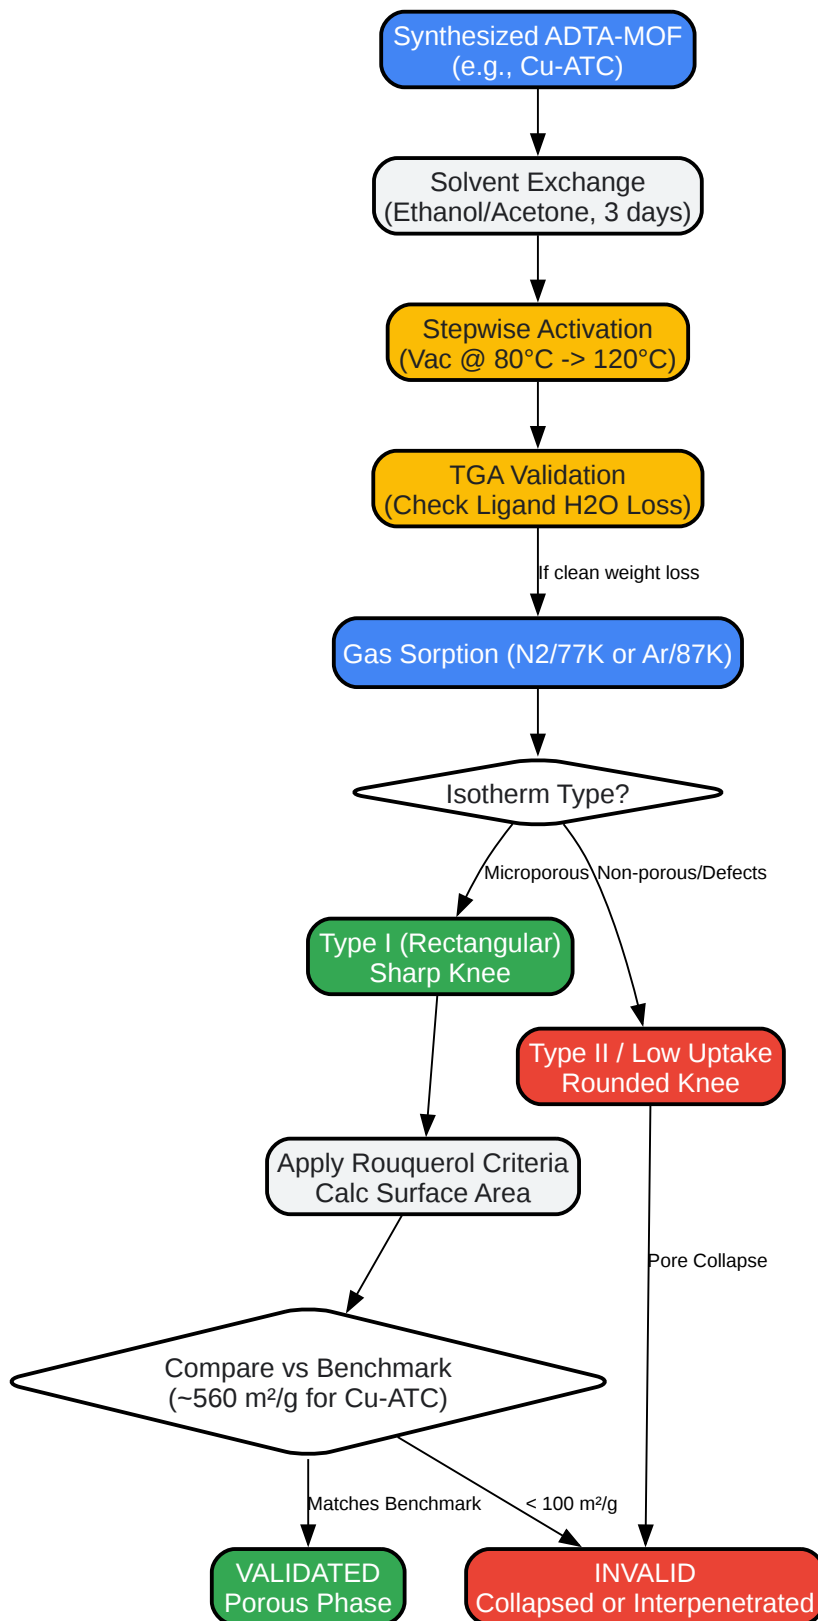 Synthesized ADTA-MOF
(e.g., Cu-ATC)
Solvent Exchange
(Ethanol/Acetone, 3 days)
Stepwise Activation
(Vac @ 80°C -> 120°C)
TGA Validation
(Check Ligand H2O Loss)
If clean weight loss
Gas Sorption (N2/77K or Ar/87K)
Isotherm Type?
Microporous
Non-porous/Defects
Type I (Rectangular)
Sharp Knee
Type II / Low Uptake
Rounded Knee
Apply Rouquerol Criteria
Calc Surface Area
Pore Collapse
Compare vs Benchmark
(~560 m²/g for Cu-ATC)
Matches Benchmark
< 100 m²/g
VALIDATED
Porous Phase
INVALID
Collapsed or Interpenetrated